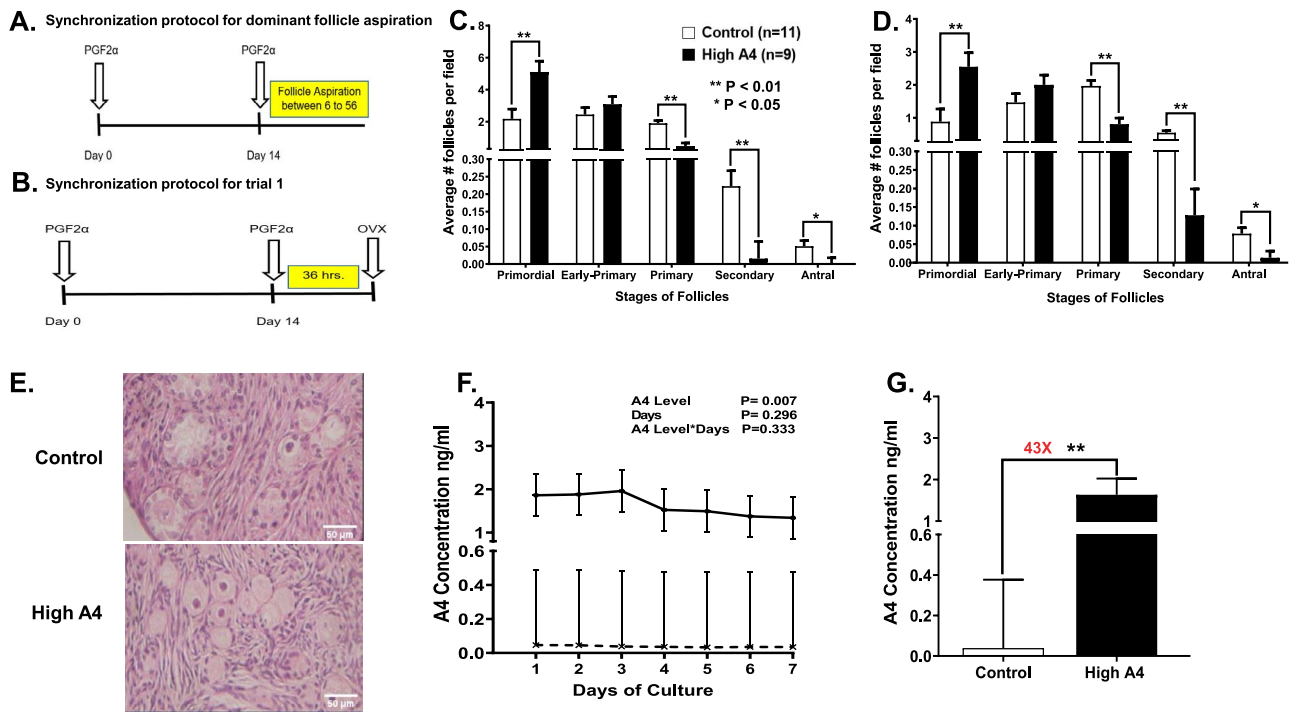 A. Synchronization protocol for dominant follicle aspiration
PGF2α
PGF2α
Follicle Aspiration
between 6 to 56
Day 0
Day 14
B. Synchronization protocol for trial 1
PGF2α
PGF2α
OVX
36 hrs.
Day 0
Day 14
C.
Average # follicles per field
8
6
4
2
0.30
0.25
0.20
0.15
0.10
0.05
0.00
**
**
**
*
Control (n=11)
High A4 (n=9)
** P < 0.01
* P < 0.05
Primordial
Early-Primary
Primary
Secondary
Antral
Stages of Follicles
D.
Average # follicles per field
4
3
2
1
0.30
0.25
0.20
0.15
0.10
0.05
0.00
**
**
**
*
Primordial
Early-Primary
Primary
Secondary
Antral
Stages of Follicles
E.
Control
50 µm
High A4
50 µm
F.
A4 Level P= 0.007
Days P= 0.296
A4 Level*Days P=0.333
A4 Concentration ng/ml
4
3
2
1
0.6
0.4
0.2
0.0
1 2 3 4 5 6 7
Days of Culture
G.
A4 Concentration ng/ml
4
3
2
1
0.6
0.4
0.2
0.0
43X **
Control
High A4